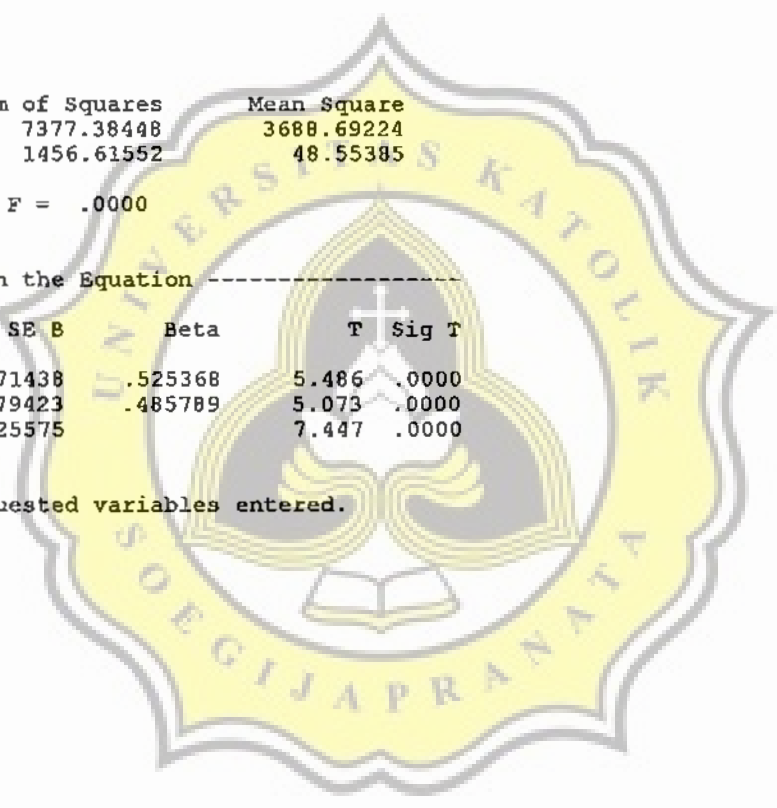 m of Squares Mean Square
7377.38448 3688.69224
1456.61552 48.55385
F = .0000
n the Equation ------------------
SE B Beta T Sig T
71438 .525368 5.486 .0000
79423 .485789 5.073 .0000
25575 7.447 .0000
uested variables entered.
UNIVERSITAS KATOLIK
SOEGIJAPRANATA